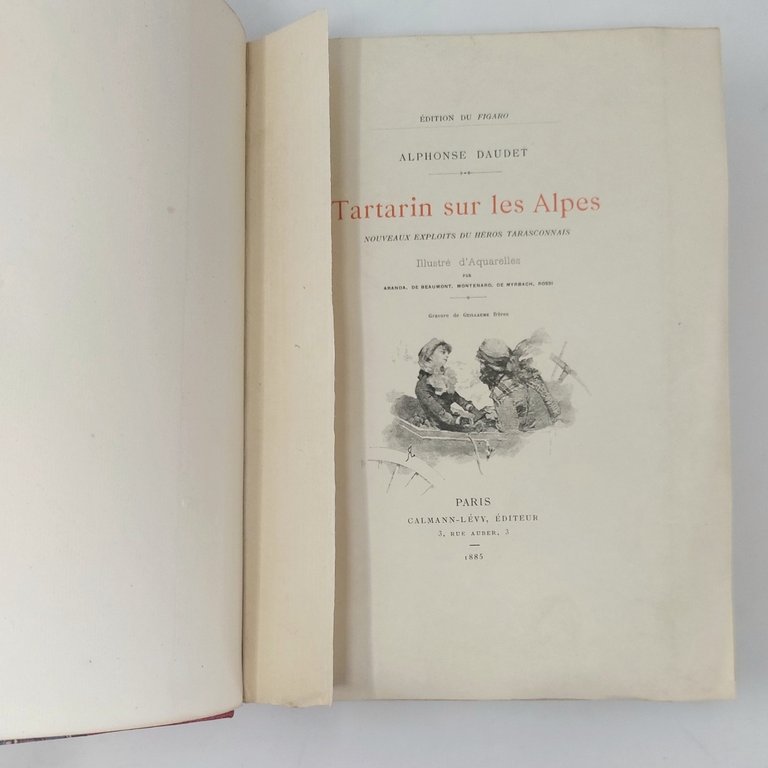 ÉDITION DU FIGARO
ALPHONSE DAUDET
Tartarin sur les Alpes
NOUVEAUX EXPLOITS DU HÉROS TARASCONNAIS
Illustré d'Aquarelles
PAR
ARANDA, DE BEAUMONT, MONTENARD, DE MYRBACH, ROSSI
Gravure de GUILLAUME frères
PARIS
CALMANN-LÉVY, ÉDITEUR
3, RUE AUBER, 3
1885